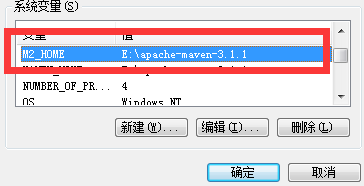 系统变量(S)
变量 值
M2_HOME E:\apache-maven-3.1.1
NUMBER_OF_PR... 4
OS Windows_NT
新建(W)... 编辑(I)... 删除(L)
确定 取消